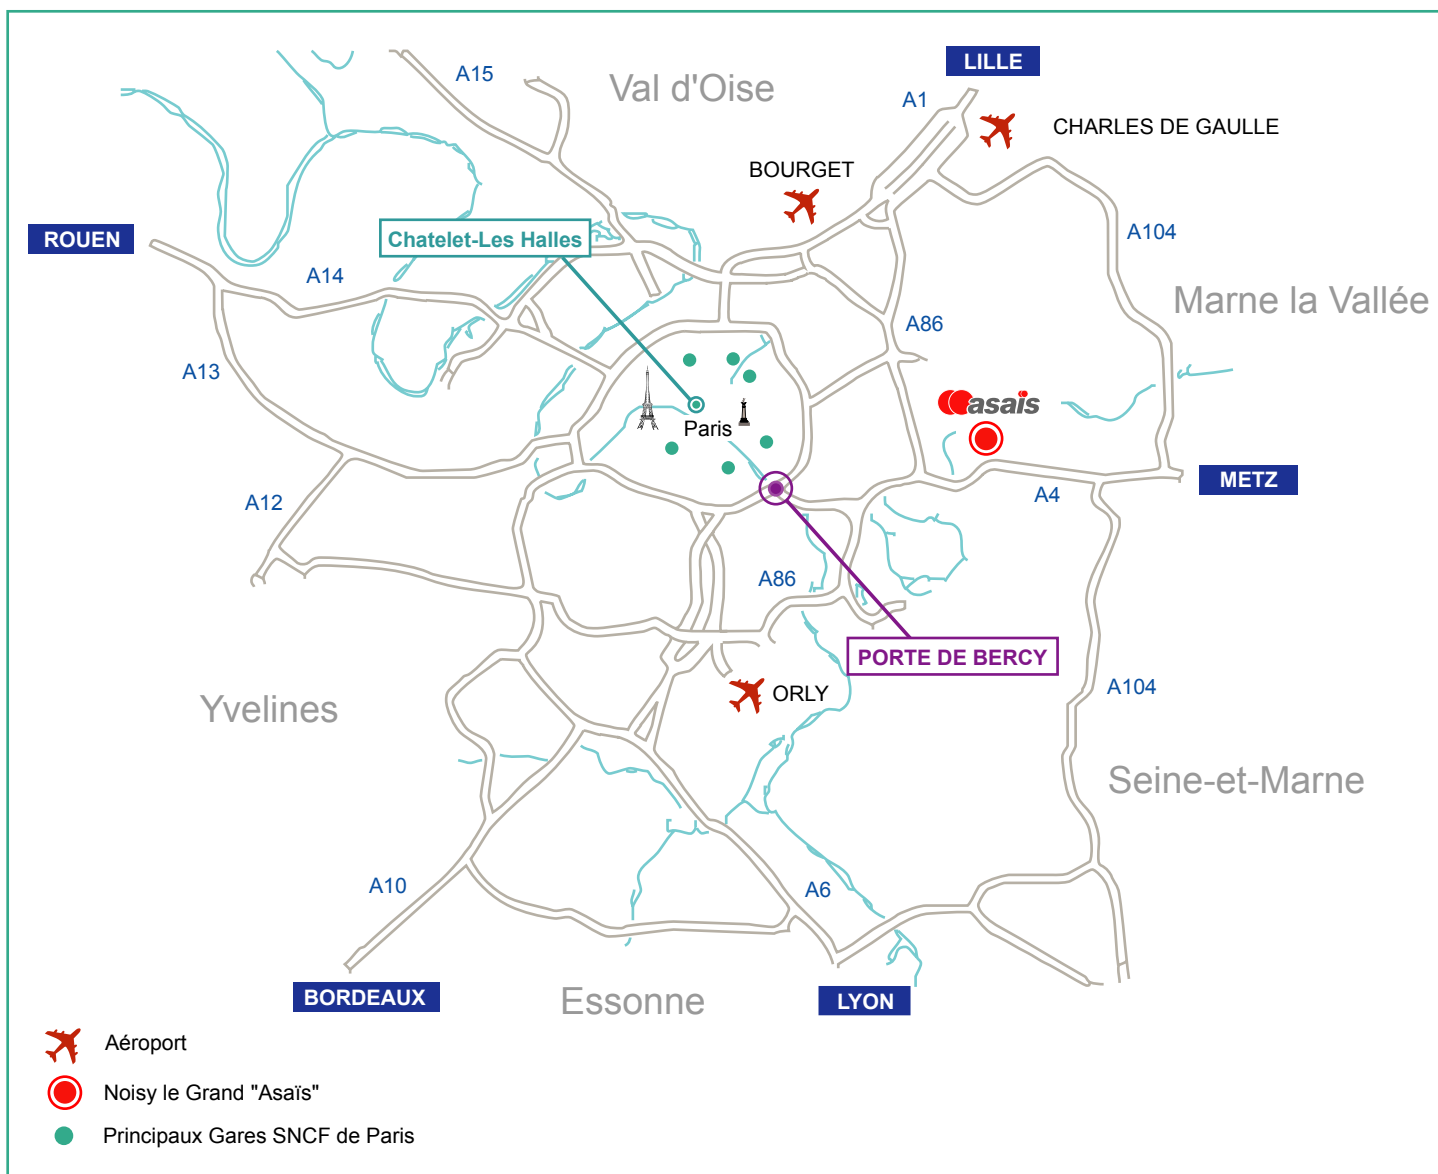 LILLE
A15
Val d'Oise
A1
CHARLES DE GAULLE
BOURGET
ROUEN
Chatelet-Les Halles
A104
A14
Marne la Vallée
A86
A13
asaïs
Paris
METZ
A4
A12
A86
PORTE DE BERCY
ORLY
A104
Yvelines
Seine-et-Marne
A10
A6
BORDEAUX
Essonne
LYON
Aéroport
Noisy le Grand "Asaïs"
Principaux Gares SNCF de Paris